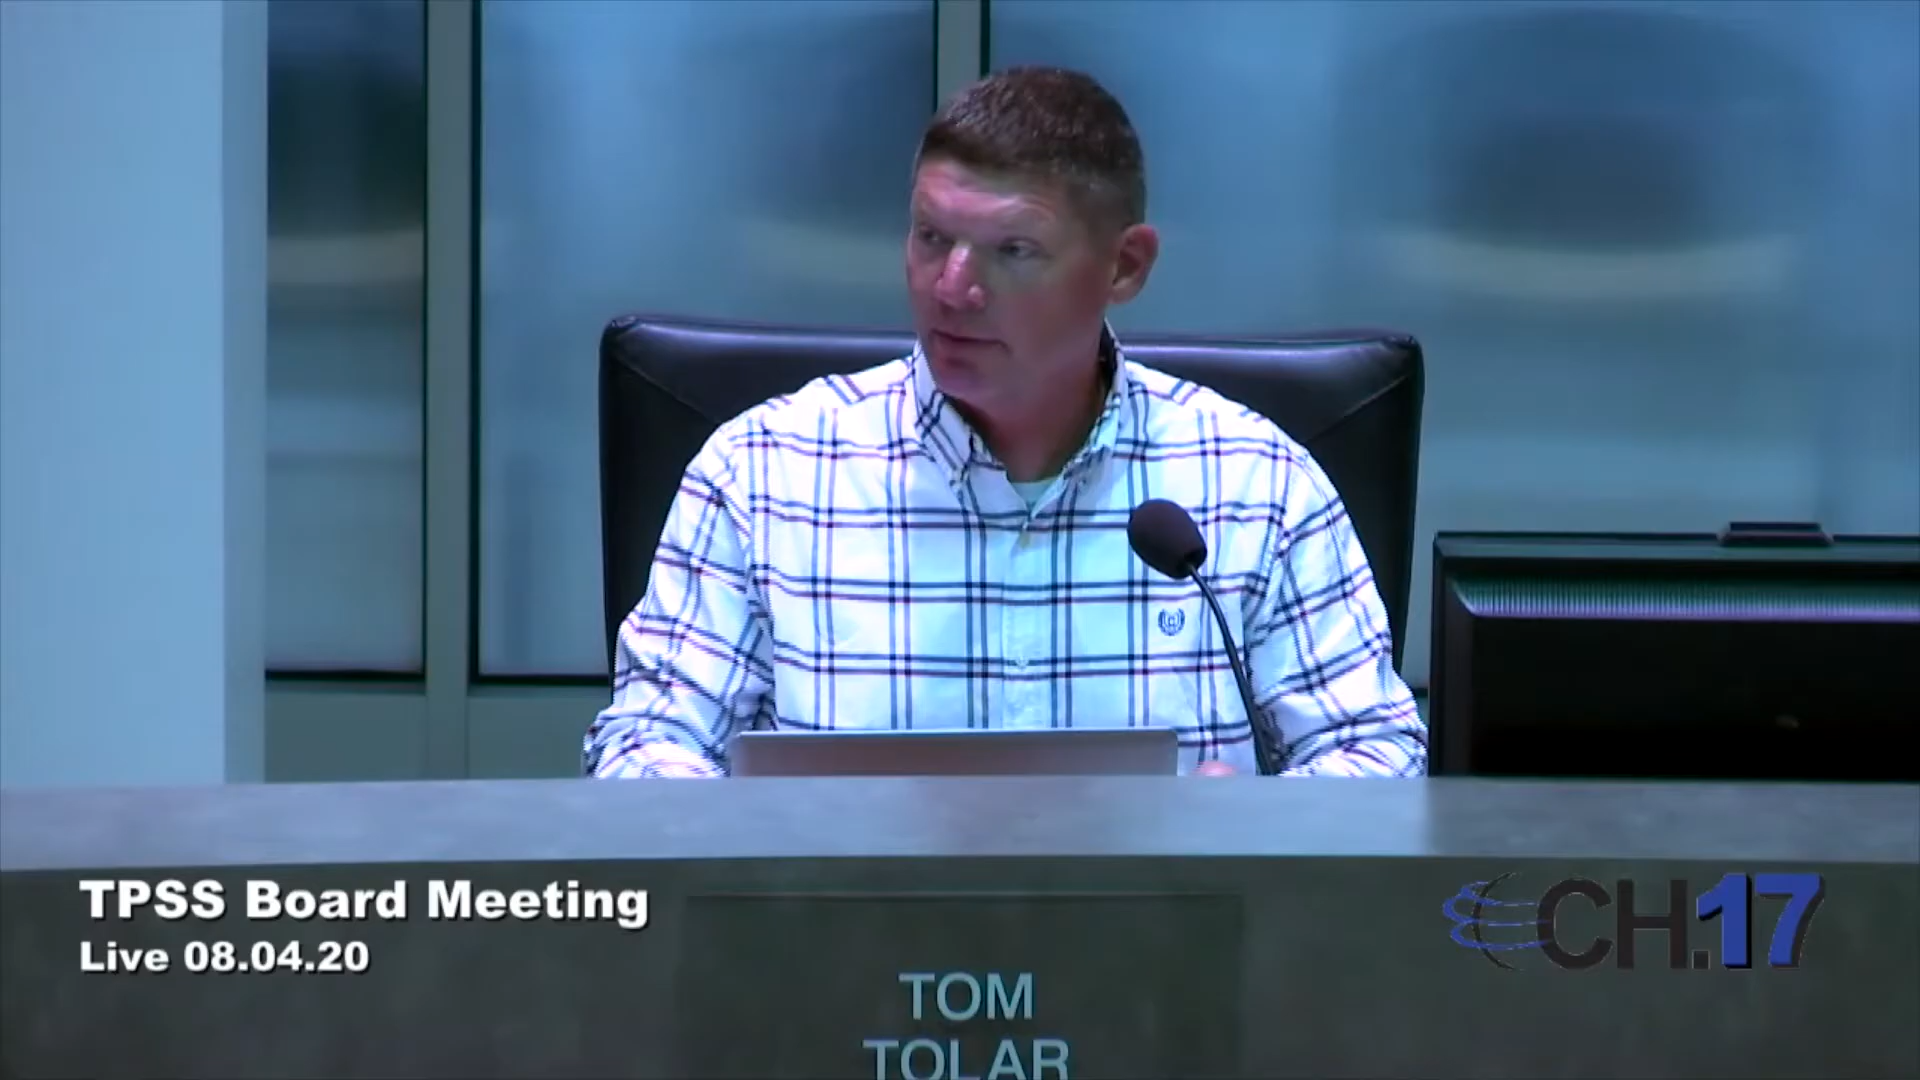 TPSS Board Meeting
Live 08.04.20
CH.17
TOM
TOLAR